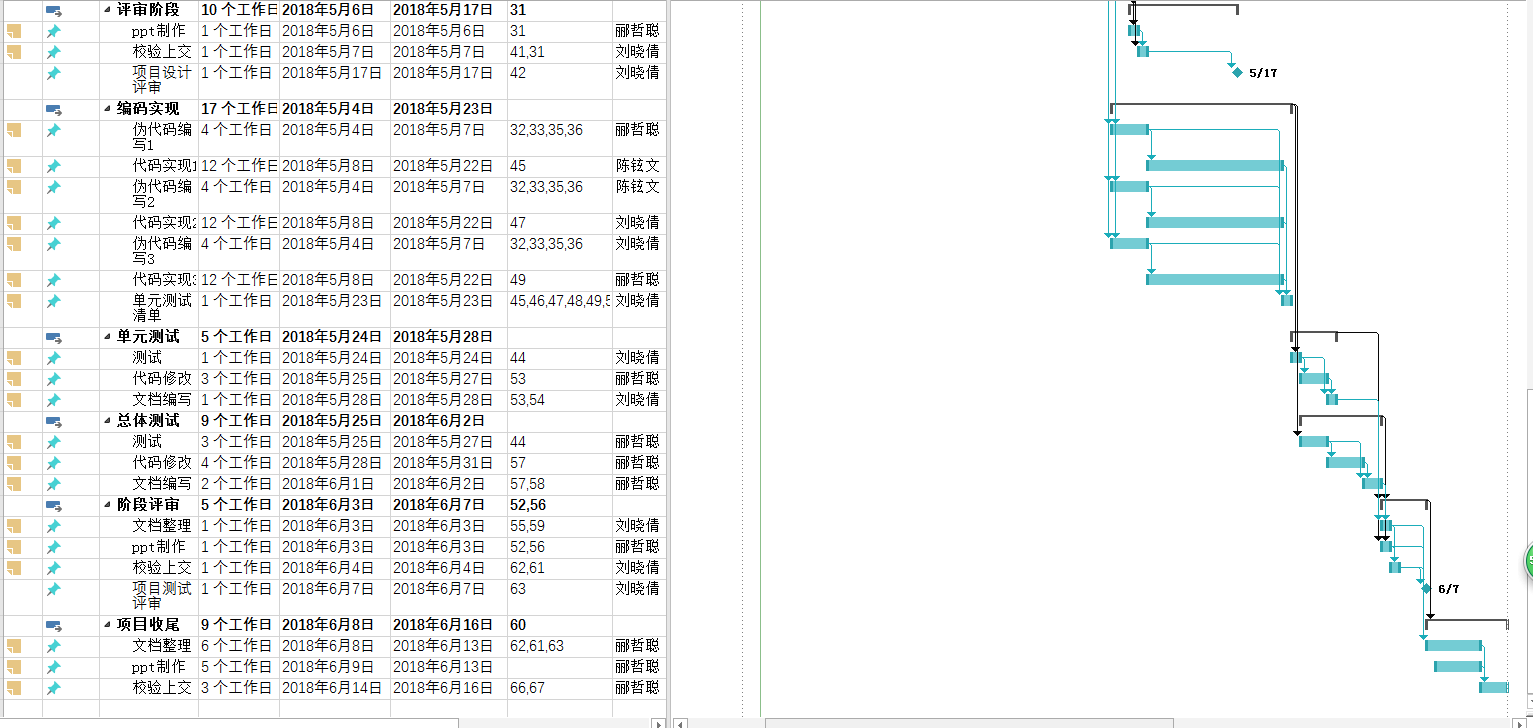 评审阶段 10 个工作日 2018年5月6日 2018年5月17日 31
ppt制作 1 个工作日 2018年5月6日 2018年5月6日 31 郦哲聪
校验上交 1 个工作日 2018年5月7日 2018年5月7日 41,31 刘晓倩
项目设计 1 个工作日 2018年5月17日 2018年5月17日 42 刘晓倩
评审
5/17
编码实现 17 个工作日 2018年5月4日 2018年5月23日
伪代码编 4 个工作日 2018年5月4日 2018年5月7日 32,33,35,36 郦哲聪
写1
代码实现1 12 个工作日 2018年5月8日 2018年5月22日 45 陈铉文
伪代码编 4 个工作日 2018年5月4日 2018年5月7日 32,33,35,36 陈铉文
写2
代码实现2 12 个工作日 2018年5月8日 2018年5月22日 47 刘晓倩
伪代码编 4 个工作日 2018年5月4日 2018年5月7日 32,33,35,36 刘晓倩
写3
代码实现3 12 个工作日 2018年5月8日 2018年5月22日 49 郦哲聪
单元测试 1 个工作日 2018年5月23日 2018年5月23日 45,46,47,48,49,5 刘晓倩
清单
单元测试 5 个工作日 2018年5月24日 2018年5月28日
测试 1 个工作日 2018年5月24日 2018年5月24日 44 刘晓倩
代码修改 3 个工作日 2018年5月25日 2018年5月27日 53 郦哲聪
文档编写 1 个工作日 2018年5月28日 2018年5月28日 53,54 刘晓倩
总体测试 9 个工作日 2018年5月25日 2018年6月2日
测试 3 个工作日 2018年5月25日 2018年5月27日 44 郦哲聪
代码修改 4 个工作日 2018年5月28日 2018年5月31日 57 郦哲聪
文档编写 2 个工作日 2018年6月1日 2018年6月2日 57,58 郦哲聪
阶段评审 5 个工作日 2018年6月3日 2018年6月7日 52,56
文档整理 1 个工作日 2018年6月3日 2018年6月3日 55,59 刘晓倩
ppt制作 1 个工作日 2018年6月3日 2018年6月3日 52,56 郦哲聪
校验上交 1 个工作日 2018年6月4日 2018年6月4日 62,61 刘晓倩
项目测试 1 个工作日 2018年6月7日 2018年6月7日 63 刘晓倩
评审
6/7
项目收尾 9 个工作日 2018年6月8日 2018年6月16日 60
文档整理 6 个工作日 2018年6月8日 2018年6月13日 62,61,63 郦哲聪
ppt制作 5 个工作日 2018年6月9日 2018年6月13日 郦哲聪
校验上交 3 个工作日 2018年6月14日 2018年6月16日 66,67 郦哲聪